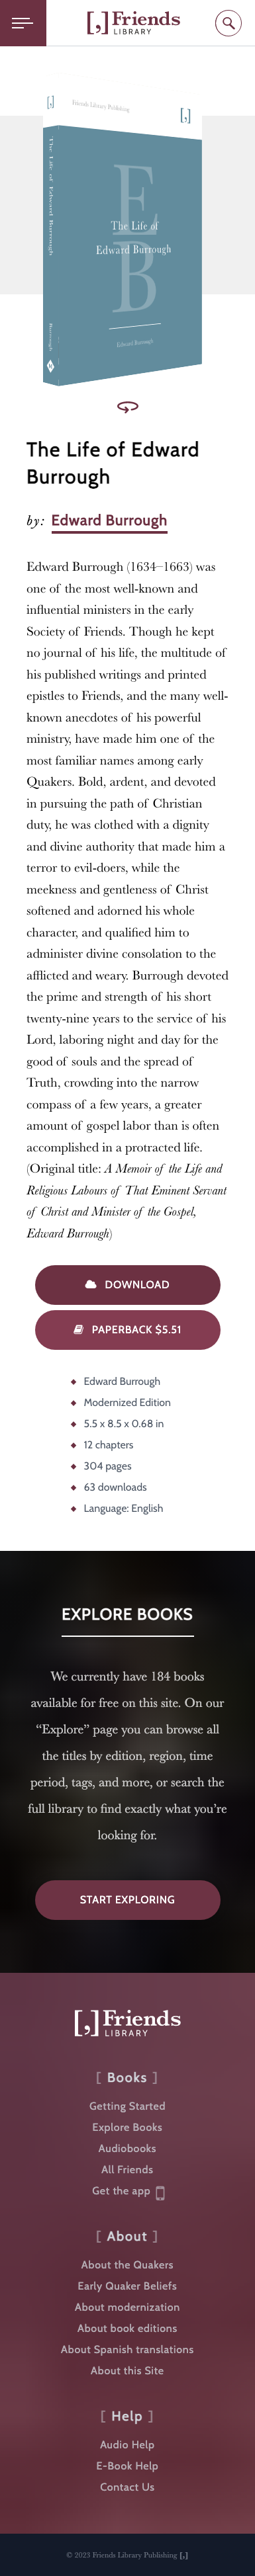 [,] Friends
LIBRARY
Friends Library Publishing
[,]
The Life of Edward Burrough
E
B
The Life of
Edward Burrough
Edward Burrough
Burrough
The Life of Edward
Burrough
by: Edward Burrough
Edward Burrough (1634–1663) was
one of the most well-known and
influential ministers in the early
Society of Friends. Though he kept
no journal of his life, the multitude of
his published writings and printed
epistles to Friends, and the many well-
known anecdotes of his powerful
ministry, have made him one of the
most familiar names among early
Quakers. Bold, ardent, and devoted
in pursuing the path of Christian
duty, he was clothed with a dignity
and divine authority that made him a
terror to evil-doers, while the
meekness and gentleness of Christ
softened and adorned his whole
character, and qualified him to
administer divine consolation to the
afflicted and weary. Burrough devoted
the prime and strength of his short
twenty-nine years to the service of his
Lord, laboring night and day for the
good of souls and the spread of
Truth, crowding into the narrow
compass of a few years, a greater
amount of gospel labor than is often
accomplished in a protracted life.
(Original title: A Memoir of the Life and
Religious Labours of That Eminent Servant
of Christ and Minister of the Gospel,
Edward Burrough)
DOWNLOAD
PAPERBACK $5.51
Edward Burrough
Modernized Edition
5.5 x 8.5 x 0.68 in
12 chapters
304 pages
63 downloads
Language: English
EXPLORE BOOKS
We currently have 184 books
available for free on this site. On our
“Explore” page you can browse all
the titles by edition, region, time
period, tags, and more, or search the
full library to find exactly what you’re
looking for.
START EXPLORING
[,] Friends
LIBRARY
[ Books ]
Getting Started
Explore Books
Audiobooks
All Friends
Get the app
[ About ]
About the Quakers
Early Quaker Beliefs
About modernization
About book editions
About Spanish translations
About this Site
[ Help ]
Audio Help
E-Book Help
Contact Us
© 2023 Friends Library Publishing [,]